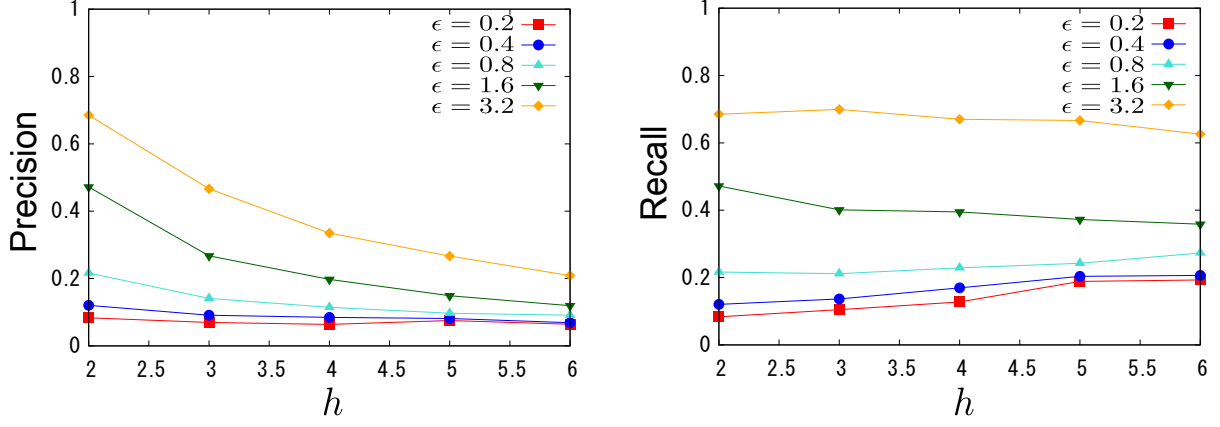 1
0.8
0.6
0.4
0.2
0
Precision
ϵ = 0.2
ϵ = 0.4
ϵ = 0.8
ϵ = 1.6
ϵ = 3.2
2 2.5 3 3.5 4 4.5 5 5.5 6
h
1
0.8
0.6
0.4
0.2
0
Recall
ϵ = 0.2
ϵ = 0.4
ϵ = 0.8
ϵ = 1.6
ϵ = 3.2
2 2.5 3 3.5 4 4.5 5 5.5 6
h